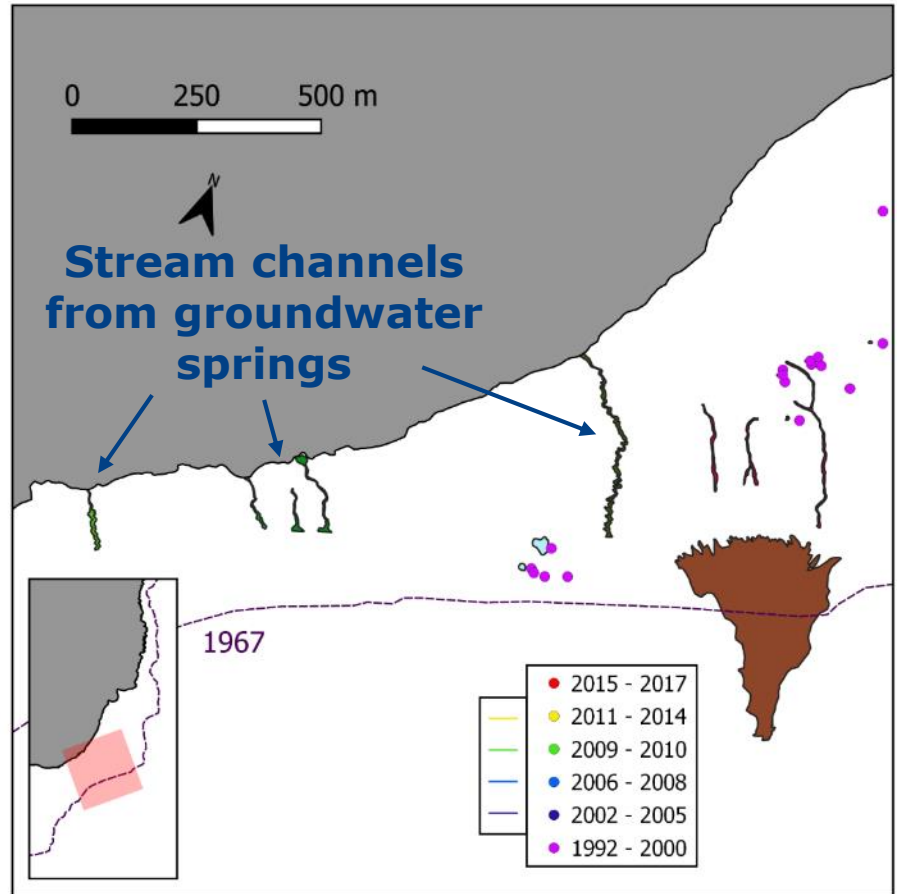 0 250 500 m
N
Stream channels
from groundwater
springs
1967
2015 - 2017
2011 - 2014
2009 - 2010
2006 - 2008
2002 - 2005
1992 - 2000